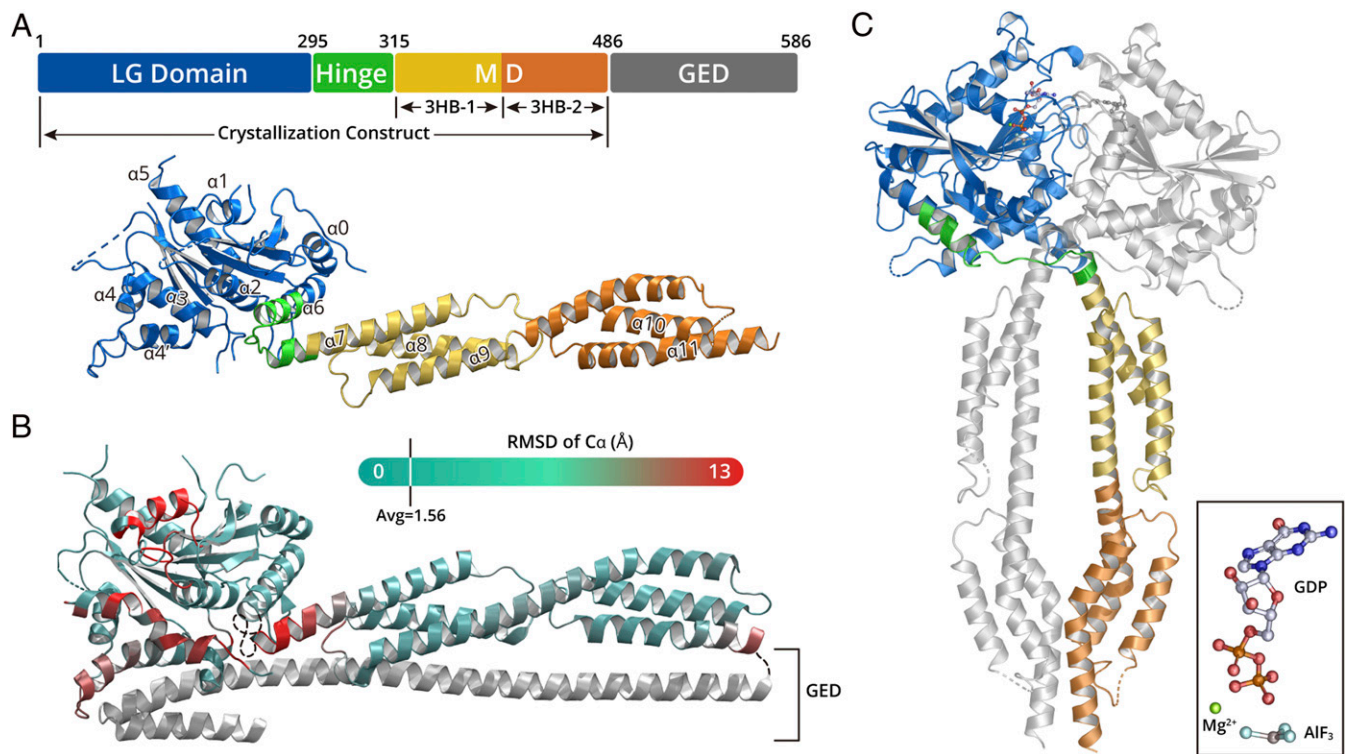 A
1 295 315 486 586
LG Domain Hinge MD GED
3HB-1 3HB-2
Crystallization Construct
α5 α1 α0
α4 α3 α2 α6
α4' α7 α8 α9 α10 α11
B
RMSD of Cα (Å)
0 13
Avg=1.56
GED
C
GDP
Mg²⁺ AlF₃